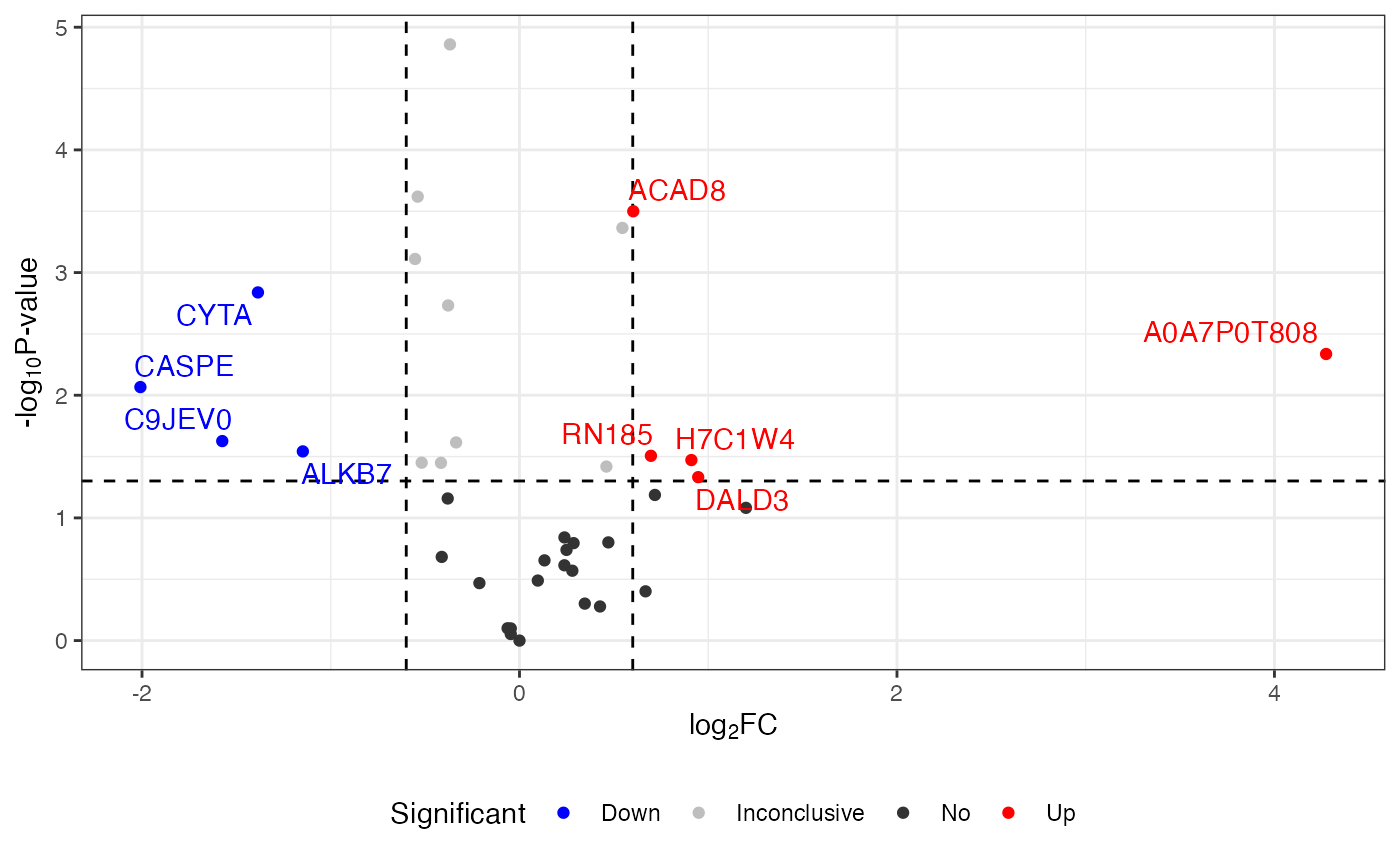 5
4
3
2
1
0
-log10P-value
ACAD8
CYTA
A0A7P0T808
CASPE
C9JEV0
RN185
H7C1W4
ALKB7
DALD3
-2
0
2
4
log2FC
Significant
Down
Inconclusive
No
Up